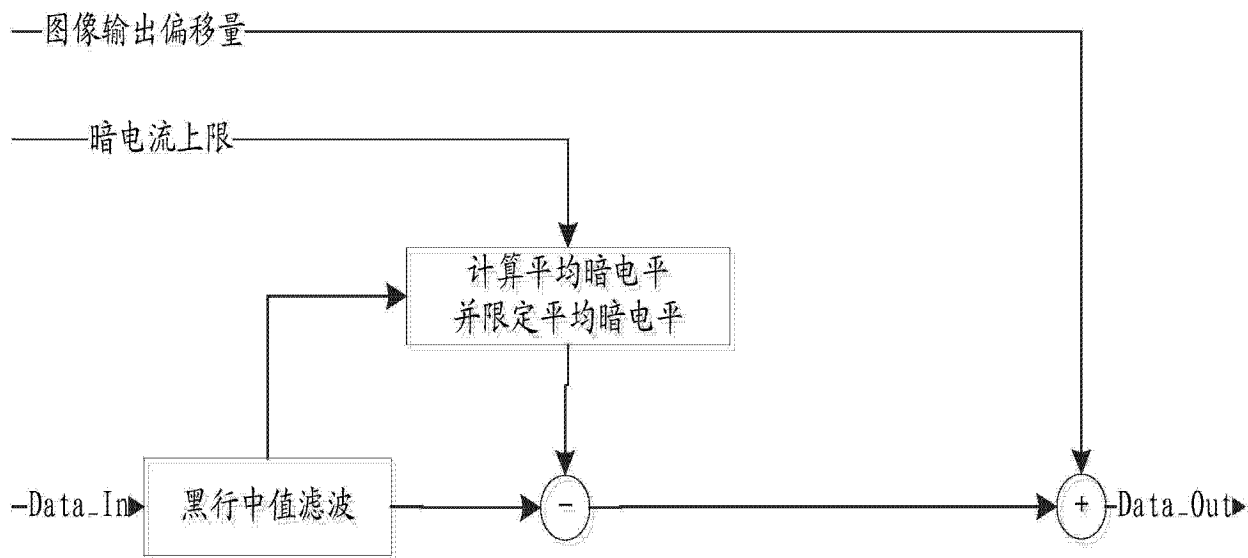 图像输出偏移量
暗电流上限
计算平均暗电平
并限定平均暗电平
Data_In
黑行中值滤波
-
+
Data_Out